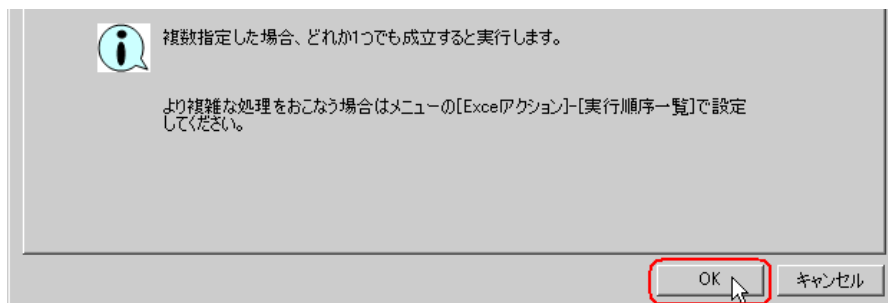 複数指定した場合、どれか1つでも成立すると実行します。
より複雑な処理をおこなう場合はメニューの[Excelアクション]-[実行順序一覧]で設定
してください。
OK
キャンセル